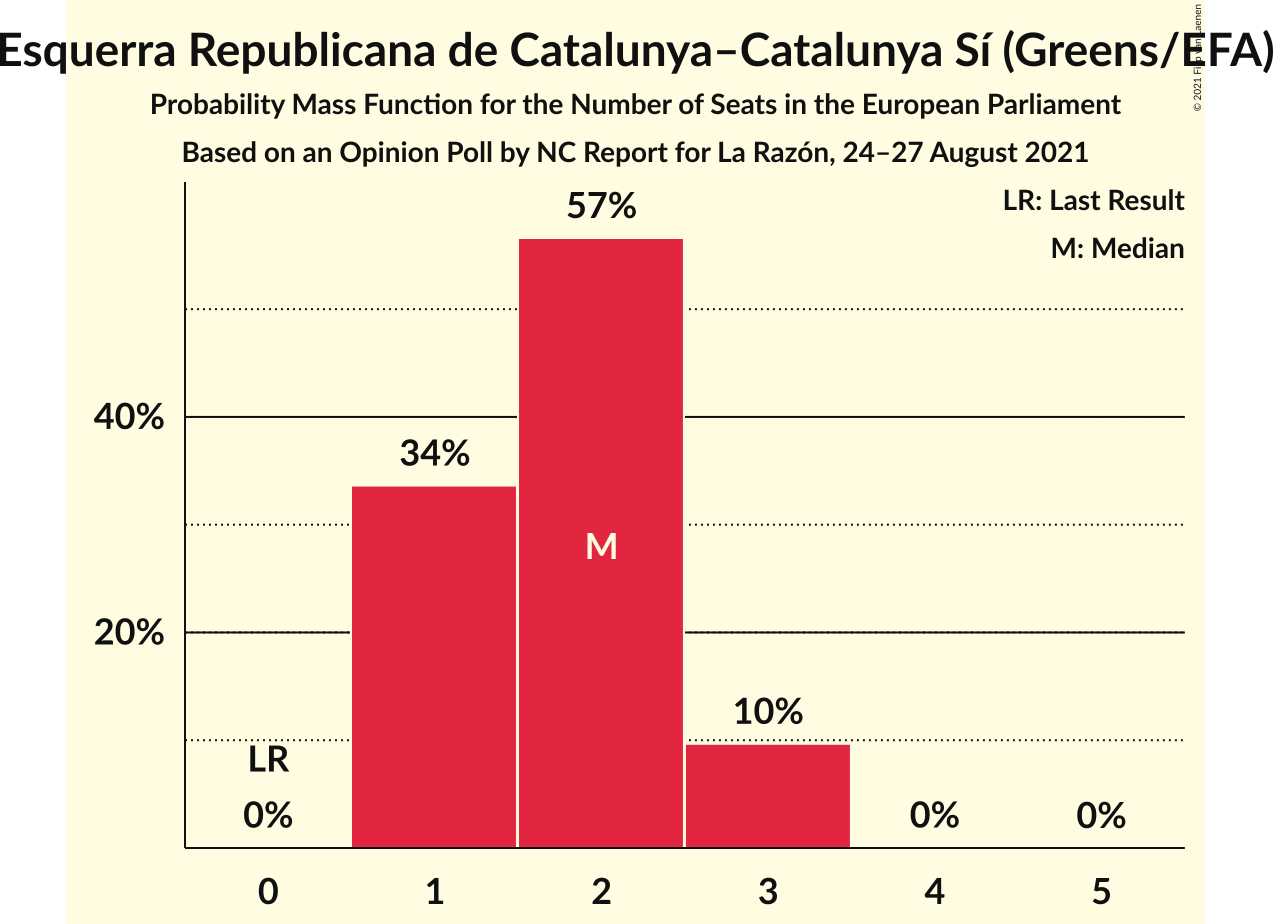 Esquerra Republicana de Catalunya–Catalunya Sí (Greens/EFA)
Probability Mass Function for the Number of Seats in the European Parliament
Based on an Opinion Poll by NC Report for La Razón, 24–27 August 2021
LR: Last Result
M: Median
57%
40%
34%
M
20%
10%
LR
0%
0%
0%
0 1 2 3 4 5
© 2021